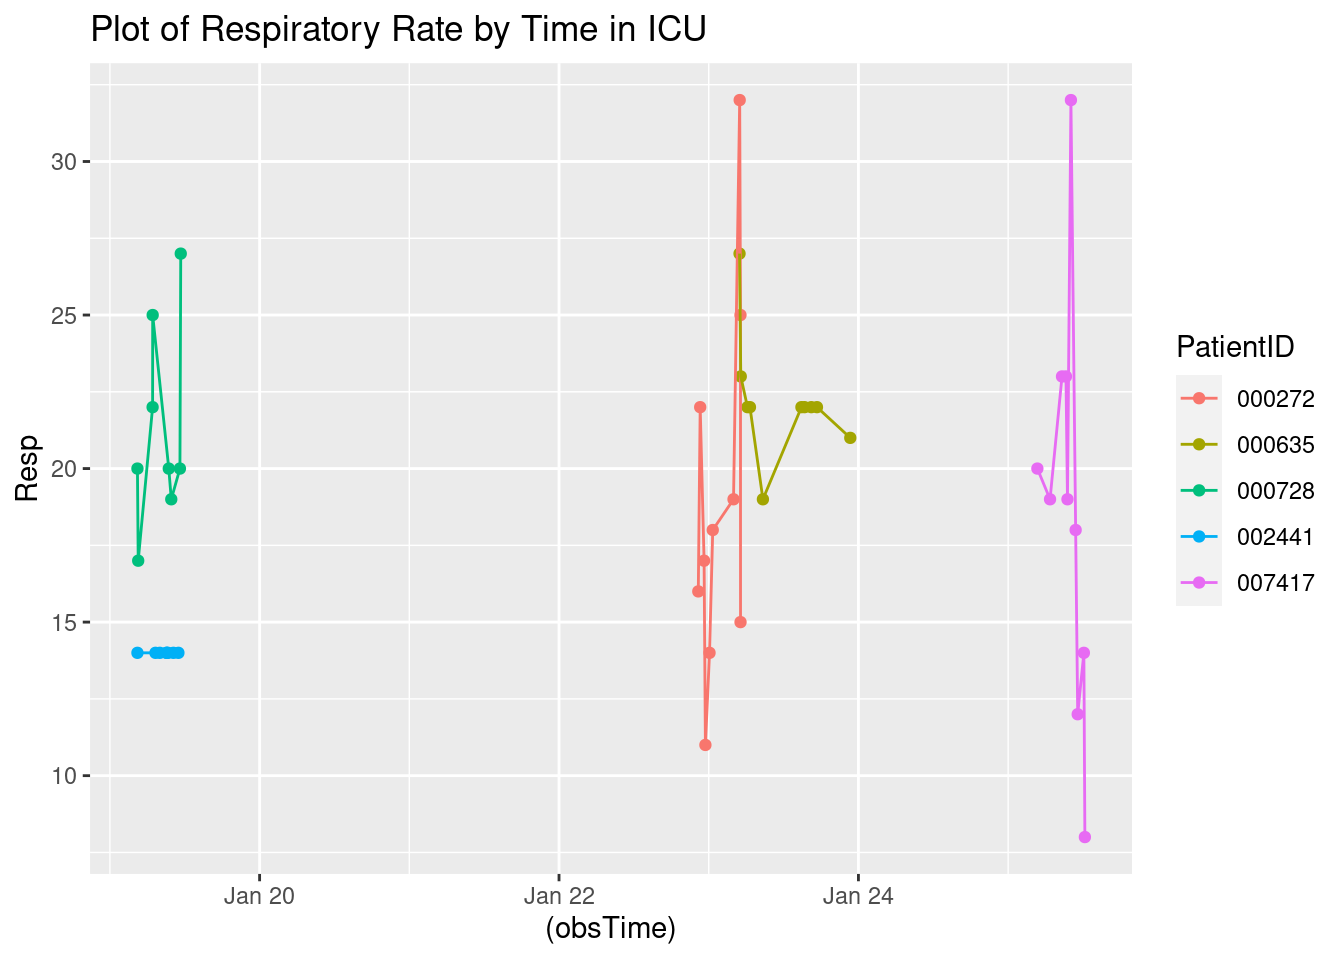 Plot of Respiratory Rate by Time in ICU
30
25
20
15
10
Resp
Jan 20
Jan 22
Jan 24
(obsTime)
PatientID
000272
000635
000728
002441
007417